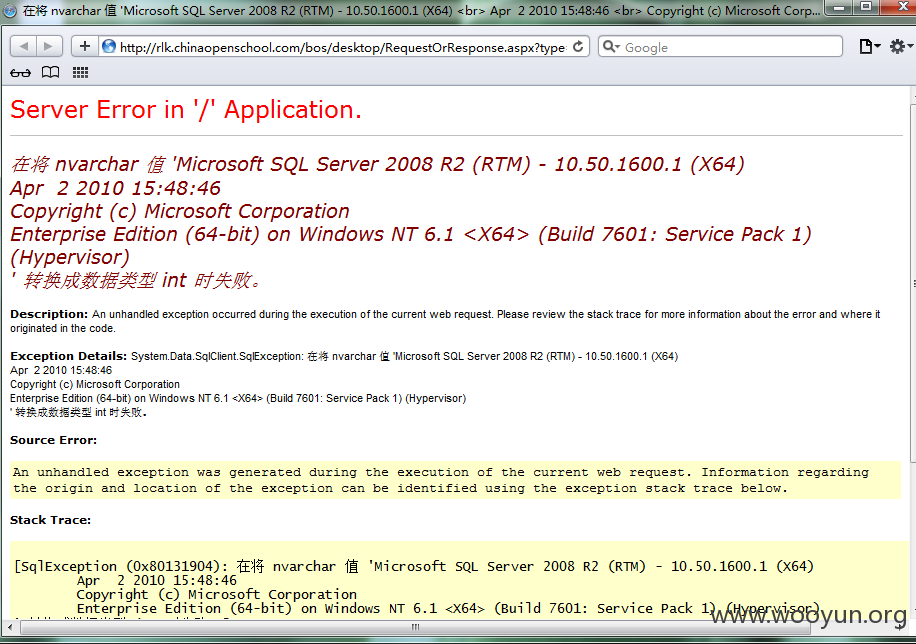 在将 nvarchar 值 'Microsoft SQL Server 2008 R2 (RTM) - 10.50.1600.1 (X64) <br> Apr 2 2010 15:48:46 <br> Copyright (c) Microsoft Corp...
http://rlk.chinaopenschool.com/bos/desktop/RequestOrResponse.aspx?type
Google
Server Error in '/' Application.
在将 nvarchar 值 'Microsoft SQL Server 2008 R2 (RTM) - 10.50.1600.1 (X64)
Apr 2 2010 15:48:46
Copyright (c) Microsoft Corporation
Enterprise Edition (64-bit) on Windows NT 6.1 <X64> (Build 7601: Service Pack 1)
(Hypervisor)
' 转换成数据类型 int 时失败。
Description: An unhandled exception occurred during the execution of the current web request. Please review the stack trace for more information about the error and where it
originated in the code.
Exception Details: System.Data.SqlClient.SqlException: 在将 nvarchar 值 'Microsoft SQL Server 2008 R2 (RTM) - 10.50.1600.1 (X64)
Apr 2 2010 15:48:46
Copyright (c) Microsoft Corporation
Enterprise Edition (64-bit) on Windows NT 6.1 <X64> (Build 7601: Service Pack 1) (Hypervisor)
' 转换成数据类型 int 时失败。
Source Error:
An unhandled exception was generated during the execution of the current web request. Information regarding
the origin and location of the exception can be identified using the exception stack trace below.
Stack Trace:
[SqlException (0x80131904): 在将 nvarchar 值 'Microsoft SQL Server 2008 R2 (RTM) - 10.50.1600.1 (X64)
Apr 2 2010 15:48:46
Copyright (c) Microsoft Corporation
Enterprise Edition (64-bit) on Windows NT 6.1 <X64> (Build 7601: Service Pack 1) (Hypervisor)
www.wooyun.org